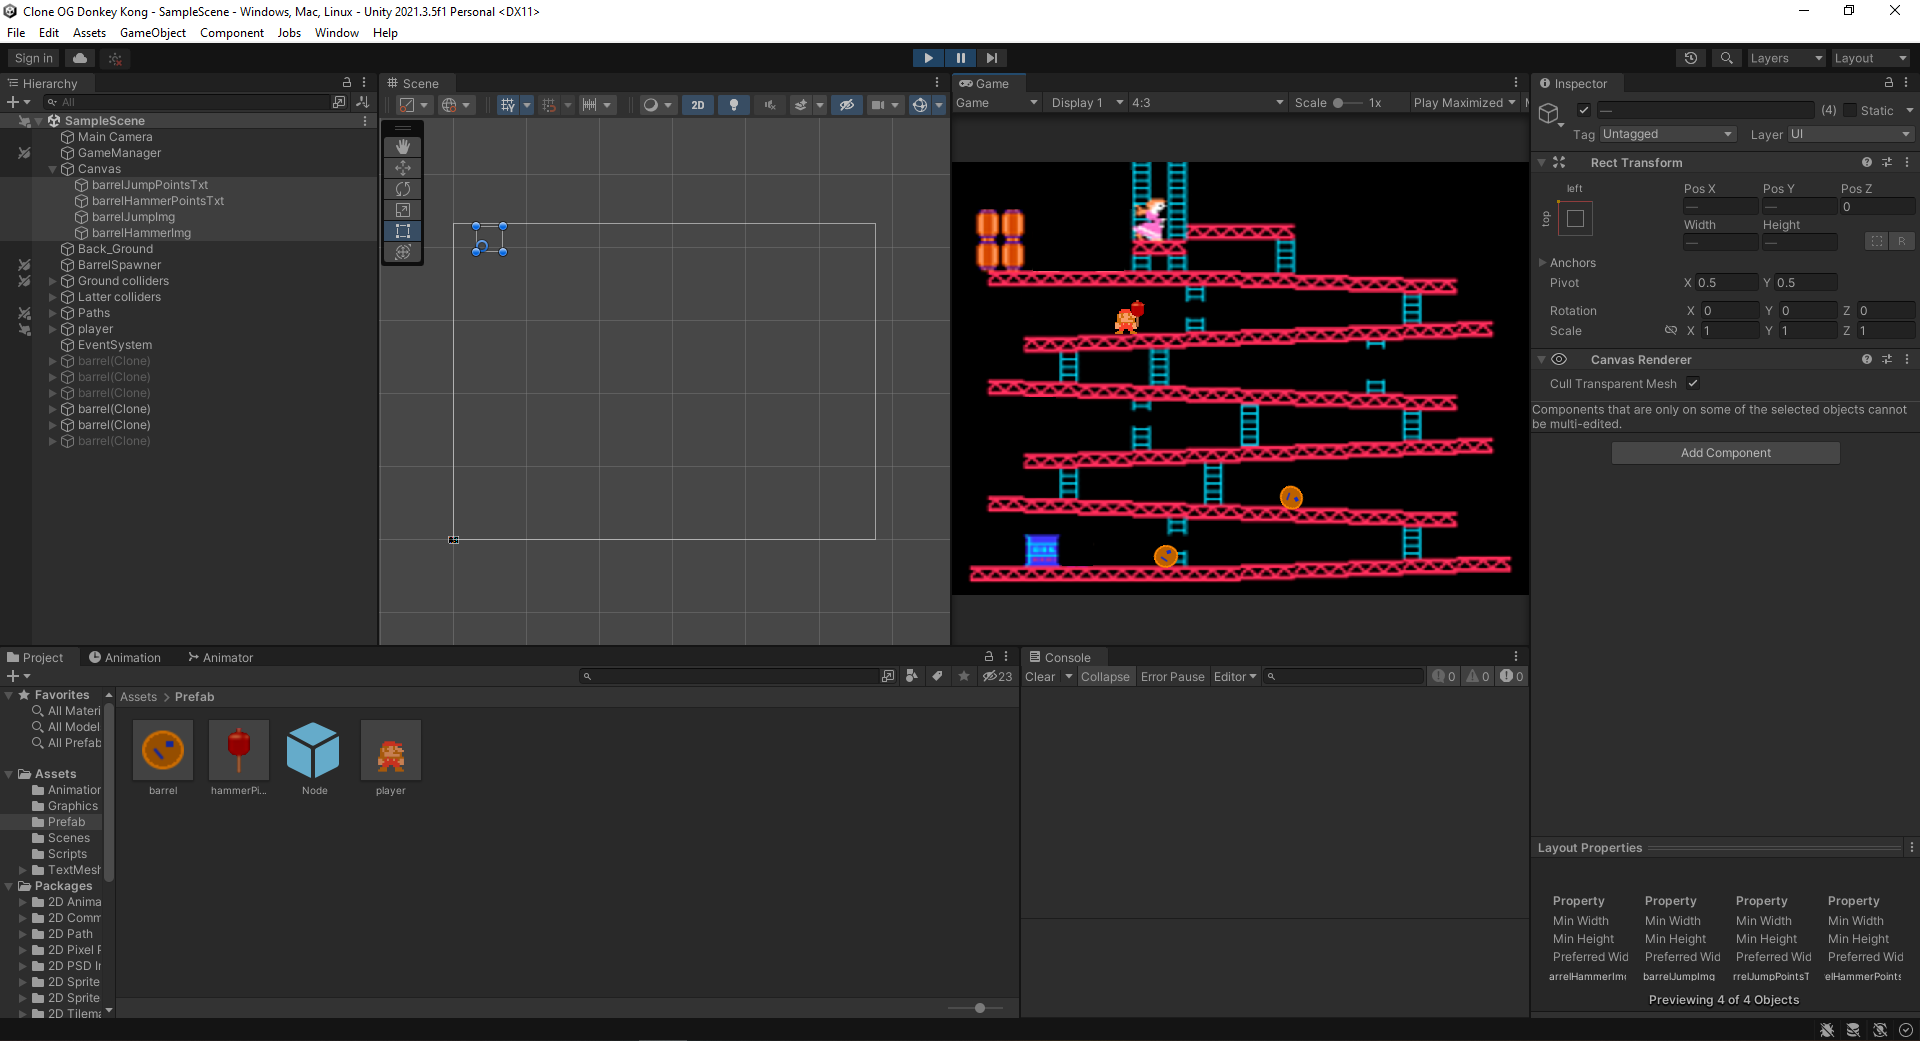 Clone OG Donkey Kong - SampleScene - Windows, Mac, Linux - Unity 2021.3.5f1 Personal <DX11>
File Edit Assets GameObject Component Jobs Window Help
Sign in
Layers
Layout
Hierarchy
All
SampleScene
Main Camera
GameManager
Canvas
barrelJumpPointsTxt
barrelHammerPointsTxt
barrelJumpImg
barrelHammerImg
Back_Ground
BarrelSpawner
Ground colliders
Latter colliders
Paths
player
EventSystem
barrel(Clone)
barrel(Clone)
barrel(Clone)
barrel(Clone)
barrel(Clone)
barrel(Clone)
Scene
2D
Game
Game Display 1 4:3 Scale 1x Play Maximized
Inspector
— (4) Static
Tag Untagged Layer UI
Rect Transform
left
top
Pos X Pos Y Pos Z
— — 0
Width Height
— — R
Anchors
Pivot X 0.5 Y 0.5
Rotation X 0 Y 0 Z 0
Scale X 1 Y 1 Z 1
Canvas Renderer
Cull Transparent Mesh
Components that are only on some of the selected objects cannot
be multi-edited.
Add Component
Project Animation Animator
23
Favorites
All Materi
All Model
All Prefab
Assets
Animation
Graphics
Prefab
Scenes
Scripts
TextMesh
Packages
2D Anima
2D Comm
2D Path
2D Pixel P
2D PSD In
2D Sprite
2D Sprite
2D Tilema
Assets > Prefab
barrel hammerPi... Node player
Console
Clear Collapse Error Pause Editor 0 0 0
Layout Properties
Property Property Property Property
Min Width Min Width Min Width Min Width
Min Height Min Height Min Height Min Height
Preferred Wid Preferred Wid Preferred Wid Preferred Wid
arrelHammerIm barrelJumpImg rrelJumpPointsT elHammerPoints
Previewing 4 of 4 Objects